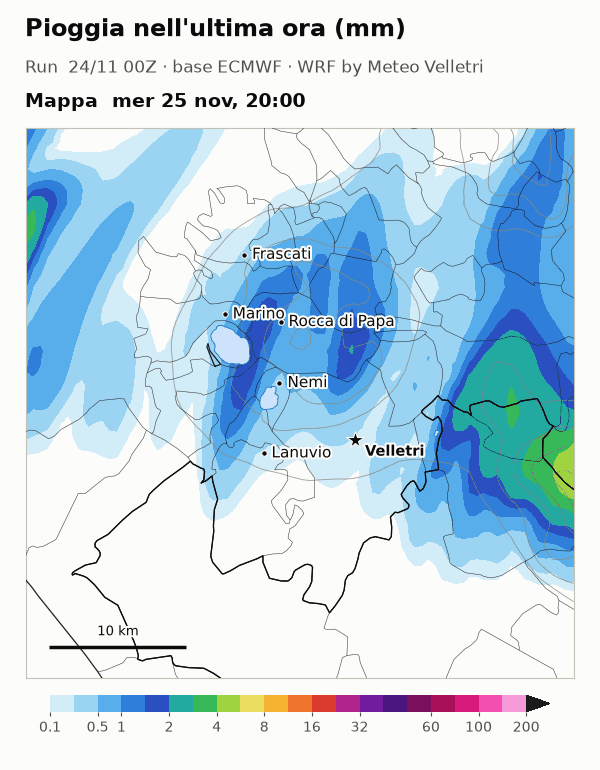 Pioggia nell'ultima ora (mm)
Run 24/11 00Z · base ECMWF · WRF by Meteo Velletri
Mappa mer 25 nov, 20:00
Frascati
Marino
Rocca di Papa
Nemi
Velletri
Lanuvio
10 km
0.1 0.5 1 2 4 8 16 32 60 100 200